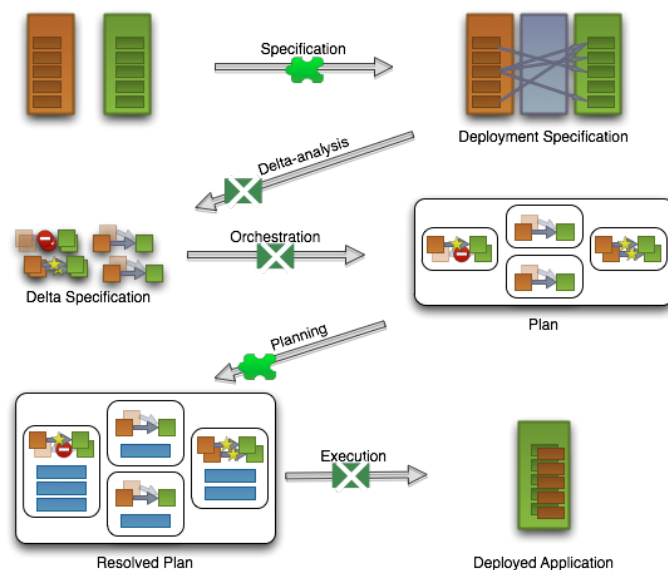 Specification
Deployment Specification
Delta-analysis
Orchestration
Delta Specification
Plan
Planning
Execution
Resolved Plan
Deployed Application